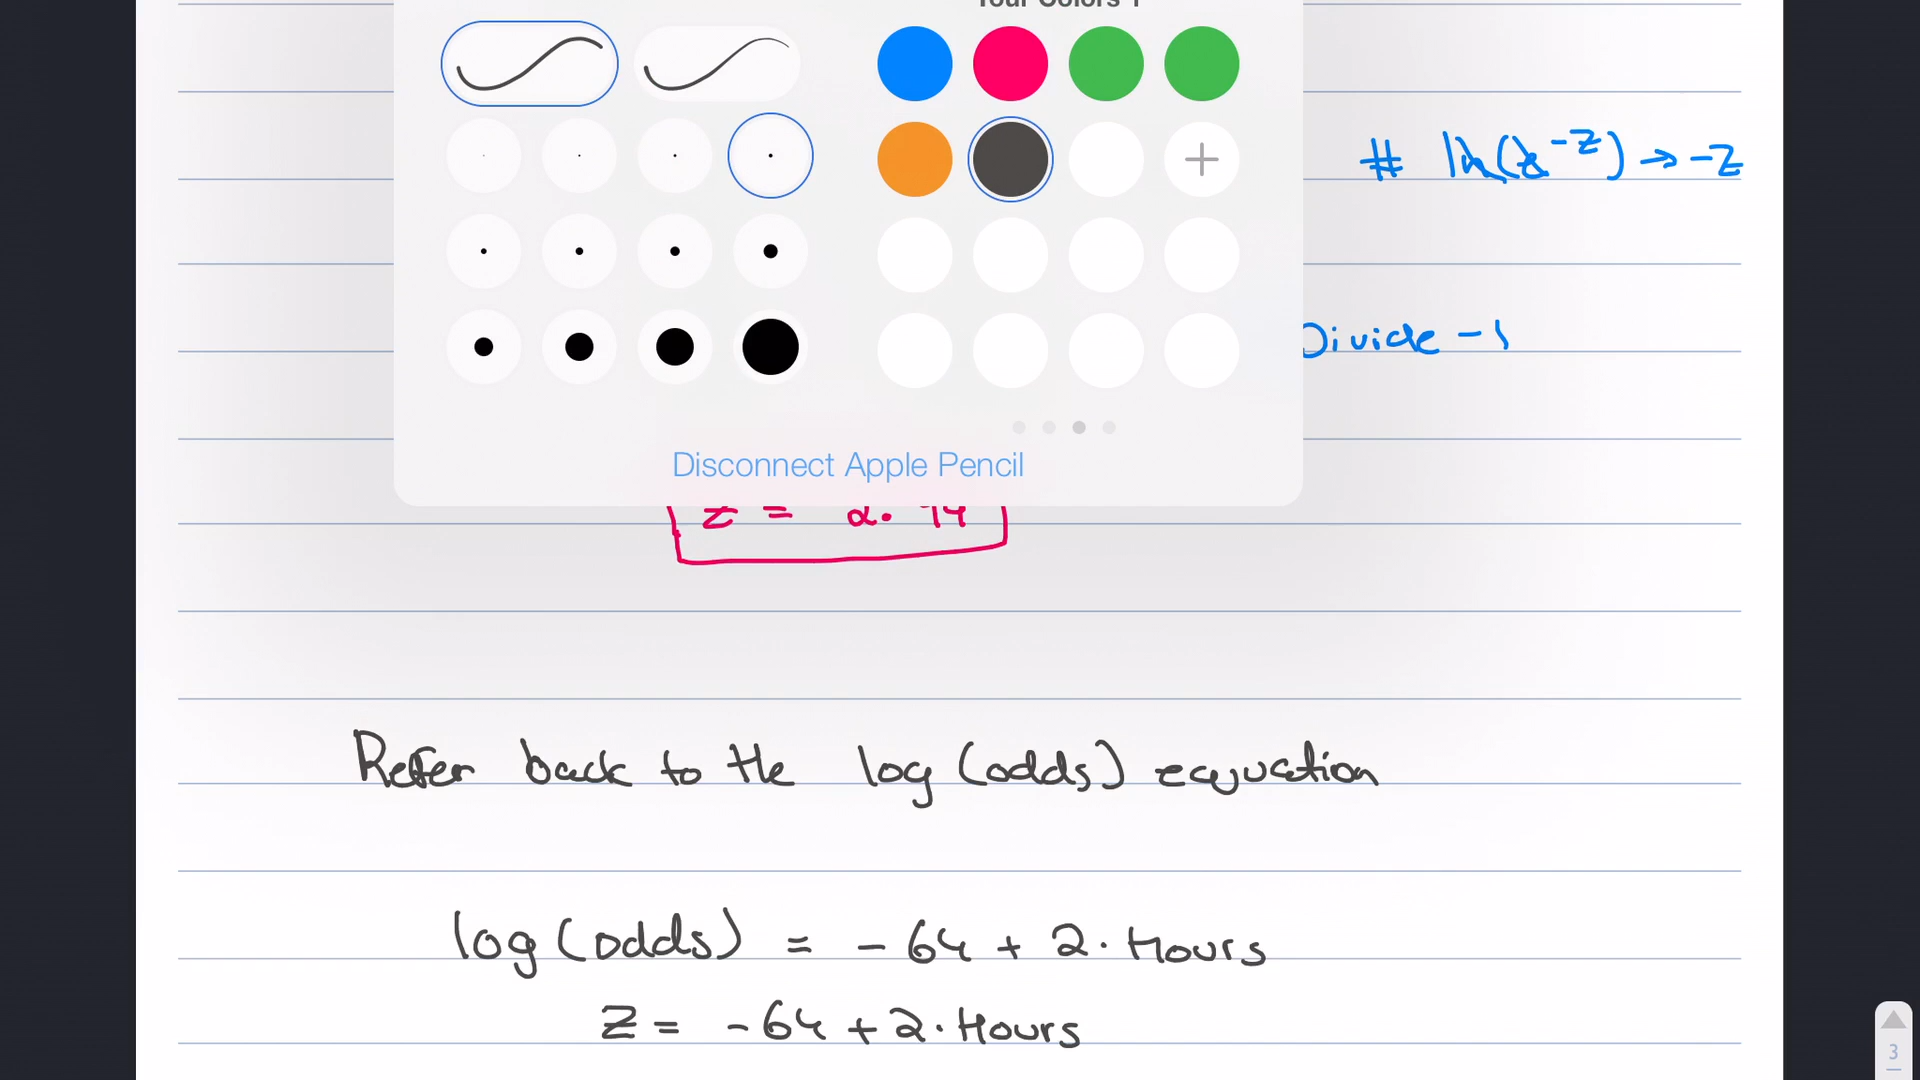 Your Colors 1
# ln(e^-z) → -z
Divide -1
Disconnect Apple Pencil
z = 2.94
Refer back to the log(odds) equation
log(odds) = -64 + 2·Hours
z = -64 + 2·Hours
3